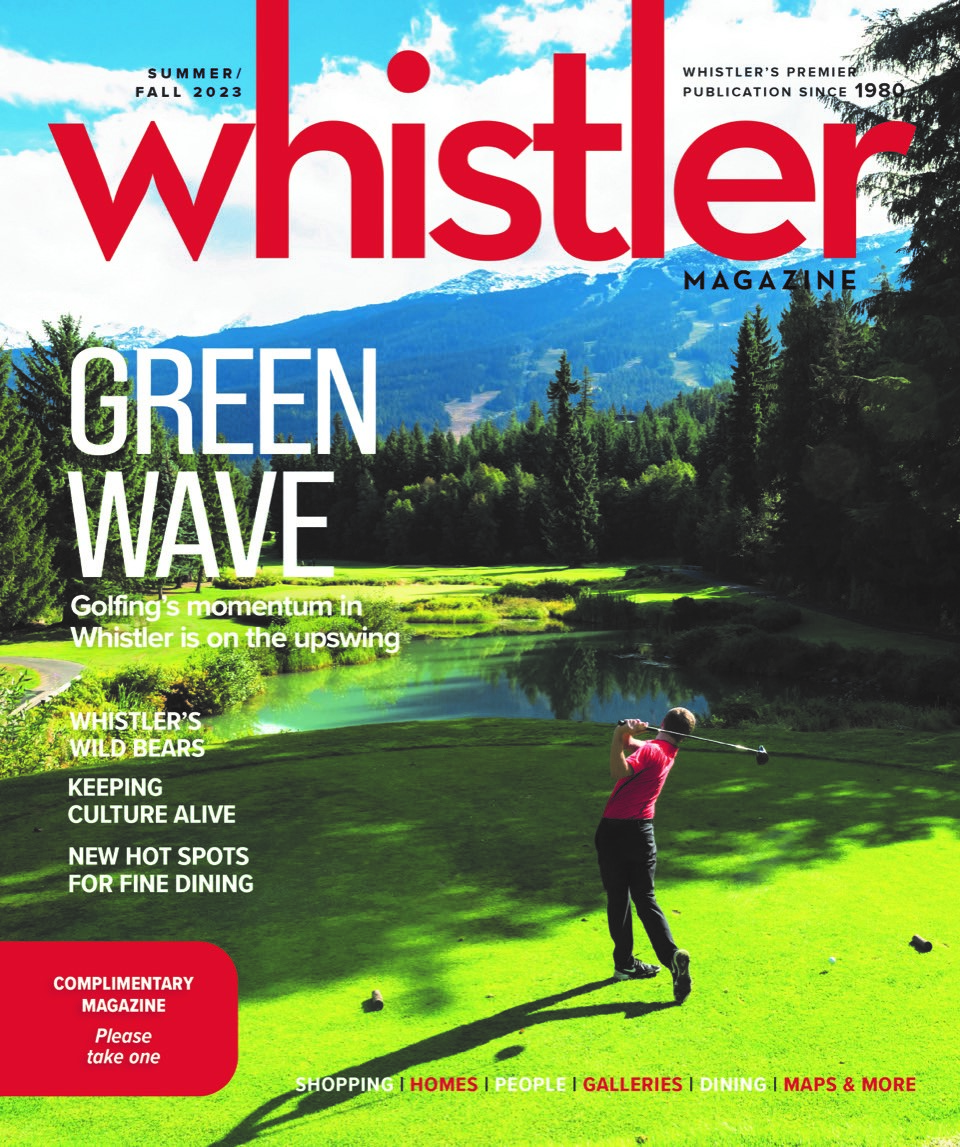 SUMMER/
FALL 2023
WHISTLER'S PREMIER
PUBLICATION SINCE 1980
whistler
MAGAZINE
GREEN
WAVE
Golfing's momentum in
Whistler is on the upswing
WHISTLER'S
WILD BEARS
KEEPING
CULTURE ALIVE
NEW HOT SPOTS
FOR FINE DINING
COMPLIMENTARY
MAGAZINE
Please
take one
SHOPPING | HOMES | PEOPLE | GALLERIES | DINING | MAPS & MORE